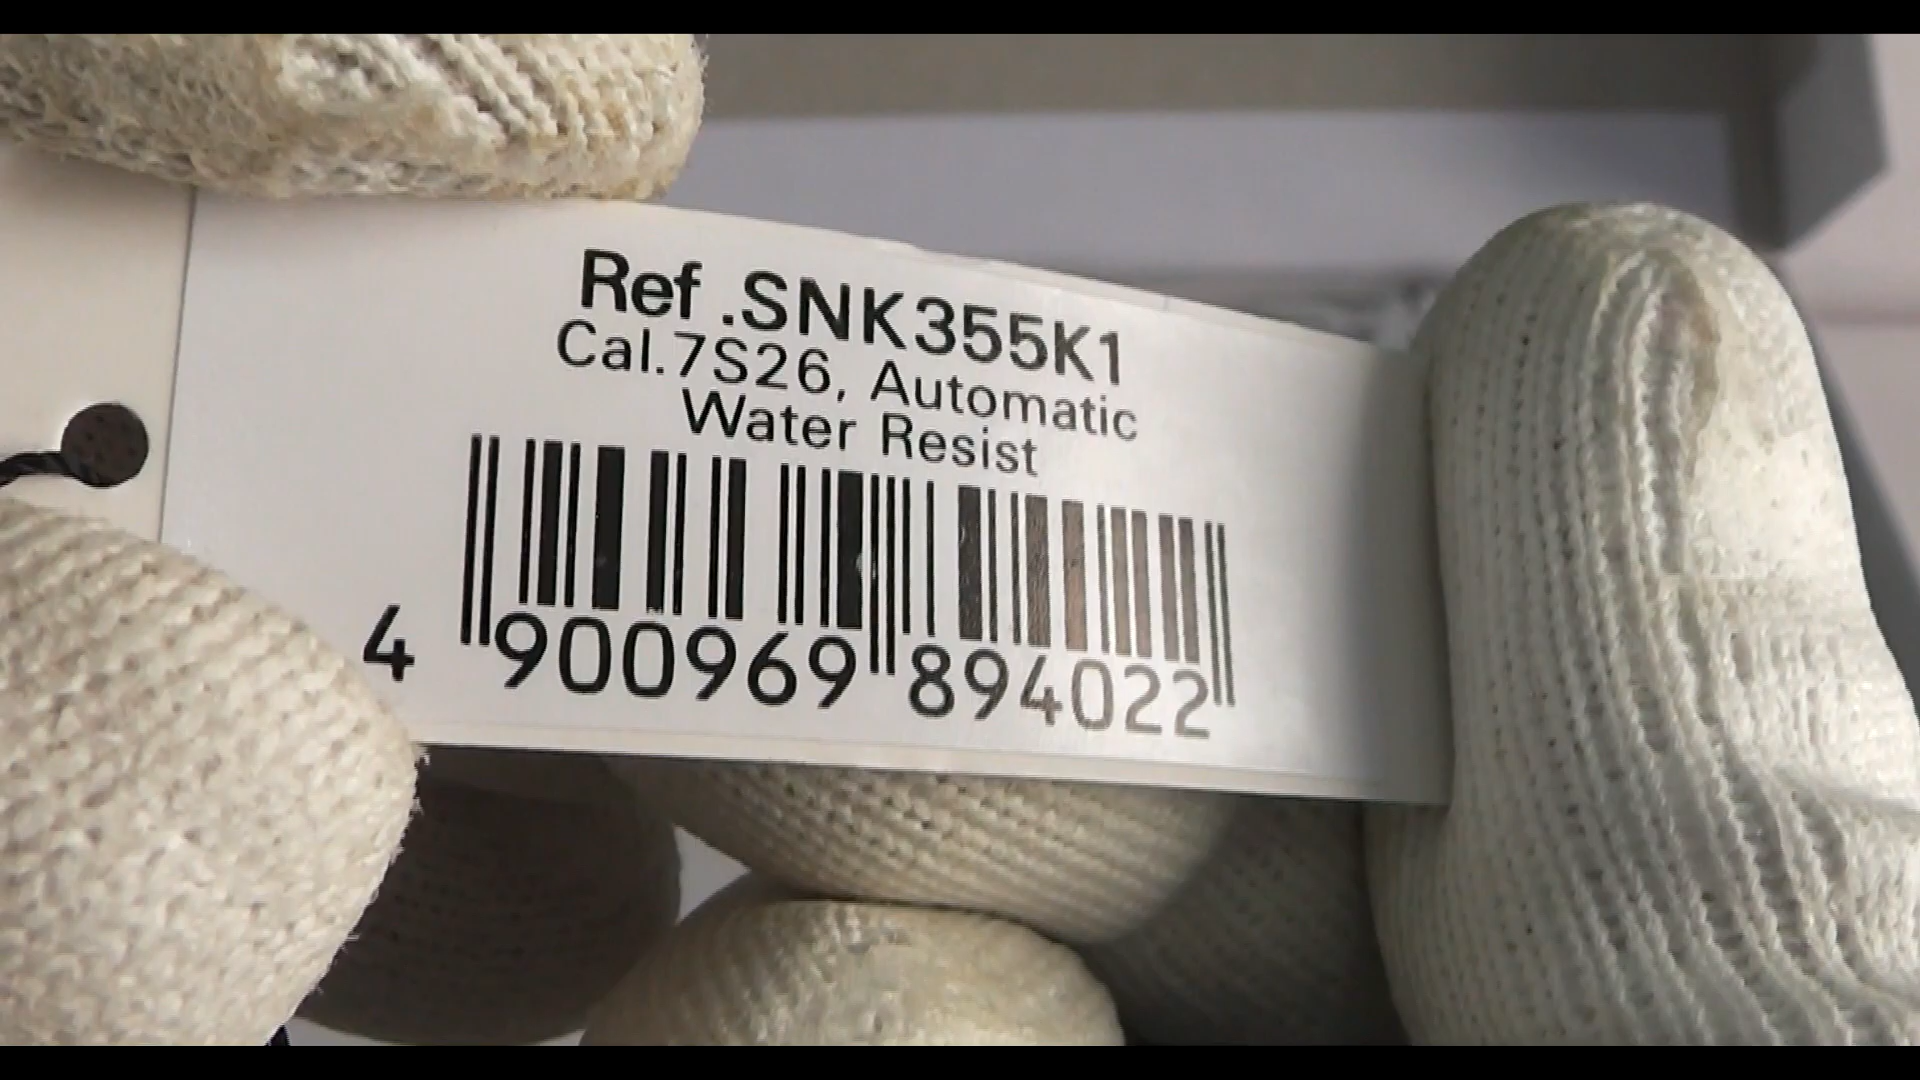 Ref .SNK355K1
Cal.7S26, Automatic
Water Resist
4 900969 894022